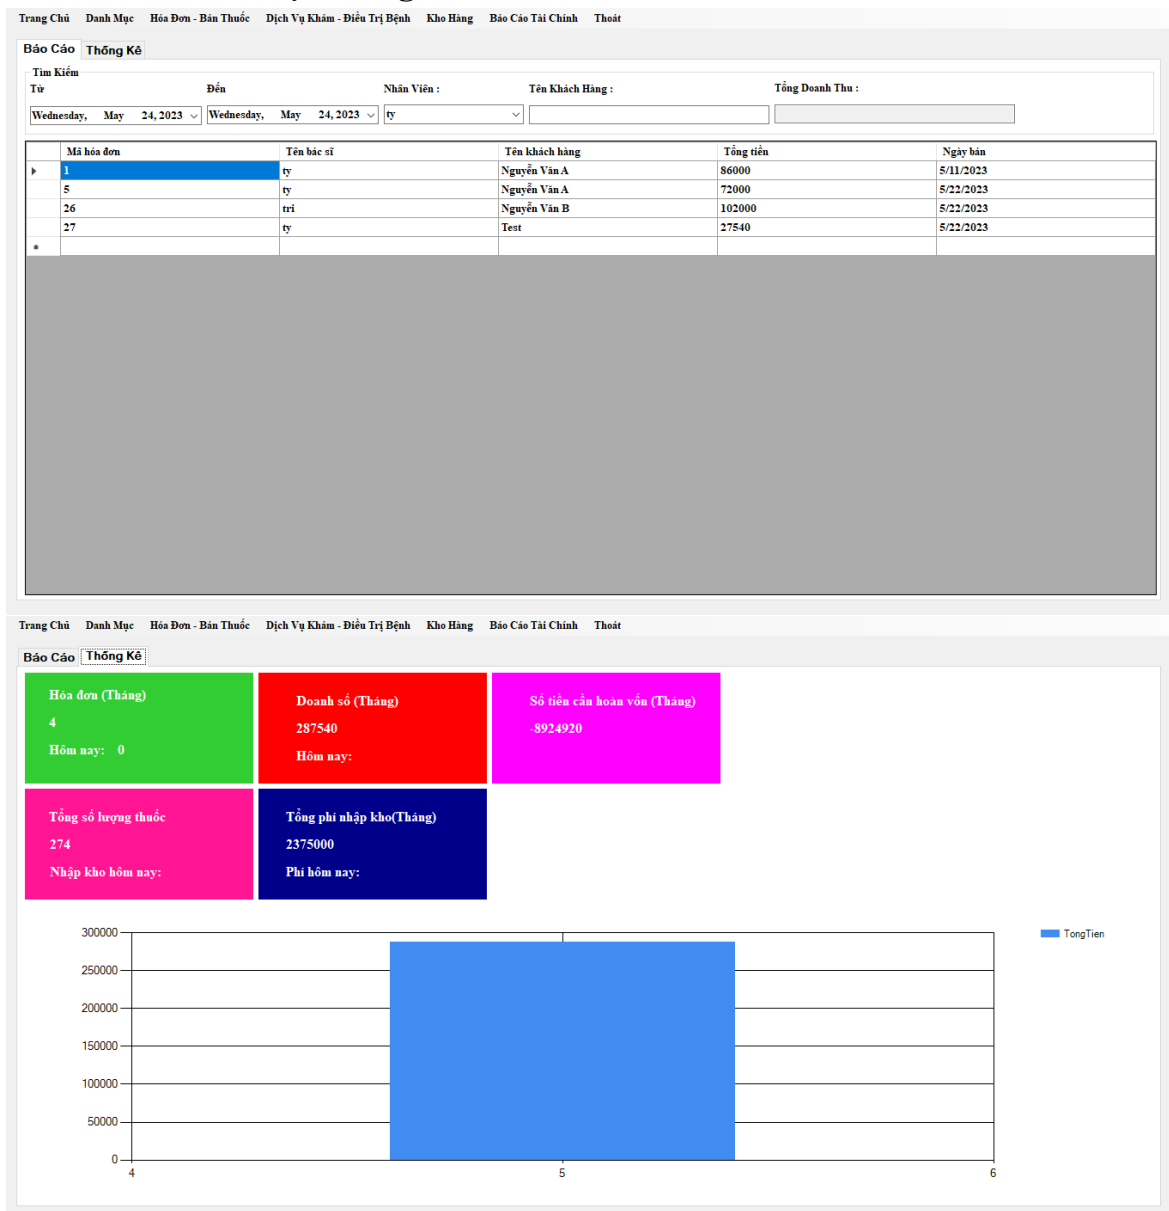 Trang Chủ Danh Mục Hóa Đơn - Bán Thuốc Dịch Vụ Khám - Điều Trị Bệnh Kho Hàng Báo Cáo Tài Chính Thoát
Báo Cáo Thống Kê
Tìm Kiếm
Từ Đến Nhân Viên : Tên Khách Hàng : Tổng Doanh Thu :
Wednesday, May 24, 2023 Wednesday, May 24, 2023 ty
Mã hóa đơn Tên bác sĩ Tên khách hàng Tổng tiền Ngày bán
1 ty Nguyễn Văn A 86000 5/11/2023
5 ty Nguyễn Văn A 72000 5/22/2023
26 tri Nguyễn Văn B 102000 5/22/2023
27 ty Test 27540 5/22/2023
Trang Chủ Danh Mục Hóa Đơn - Bán Thuốc Dịch Vụ Khám - Điều Trị Bệnh Kho Hàng Báo Cáo Tài Chính Thoát
Báo Cáo Thống Kê
Hóa đơn (Tháng)
4
Hôm nay: 0
Doanh số (Tháng)
287540
Hôm nay:
Số tiền cần hoàn vốn (Tháng)
-8924920
Tổng số lượng thuốc
274
Nhập kho hôm nay:
Tổng phí nhập kho(Tháng)
2375000
Phí hôm nay:
300000
250000
200000
150000
100000
50000
0
4 5 6
TongTien